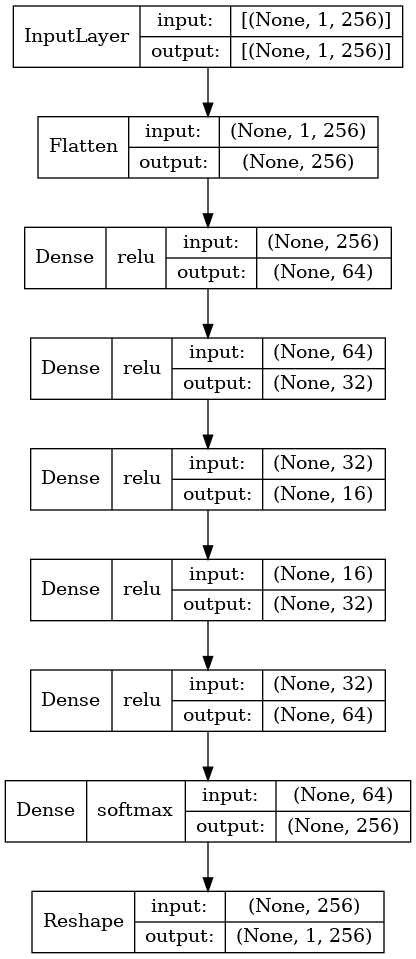 InputLayer input: [(None, 1, 256)]
output: [(None, 1, 256)]
Flatten input: (None, 1, 256)
output: (None, 256)
Dense relu input: (None, 256)
output: (None, 64)
Dense relu input: (None, 64)
output: (None, 32)
Dense relu input: (None, 32)
output: (None, 16)
Dense relu input: (None, 16)
output: (None, 32)
Dense relu input: (None, 32)
output: (None, 64)
Dense softmax input: (None, 64)
output: (None, 256)
Reshape input: (None, 256)
output: (None, 1, 256)